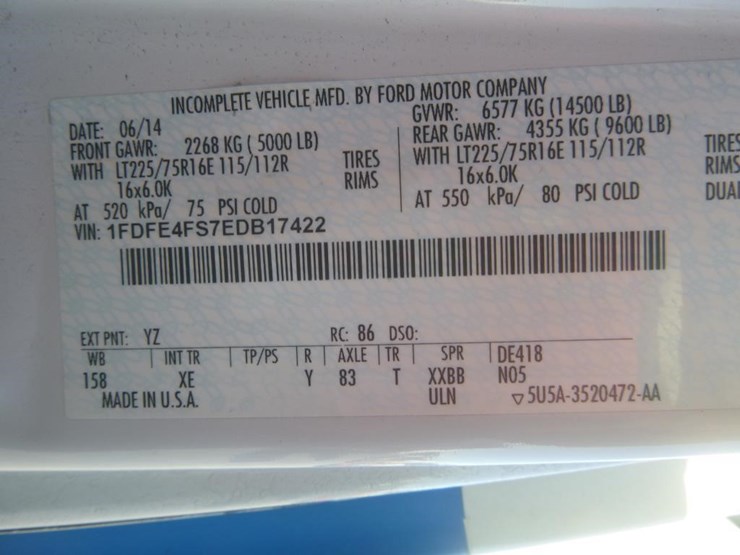 INCOMPLETE VEHICLE MFD. BY FORD MOTOR COMPANY
DATE: 06/14 GVWR: 6577 KG (14500 LB)
FRONT GAWR: 2268 KG ( 5000 LB) REAR GAWR: 4355 KG ( 9600 LB)
WITH LT225/75R16E 115/112R TIRES WITH LT225/75R16E 115/112R TIRES
16x6.0K RIMS 16x6.0K RIMS
AT 520 kPa/ 75 PSI COLD AT 550 kPa/ 80 PSI COLD DUAL
VIN: 1FDFE4FS7EDB17422
EXT PNT: YZ RC: 86 DSO:
WB INT TR TP/PS R AXLE TR SPR DE418
158 XE Y 83 T XXBB N05
MADE IN U.S.A. ULN ▽5U5A-3520472-AA